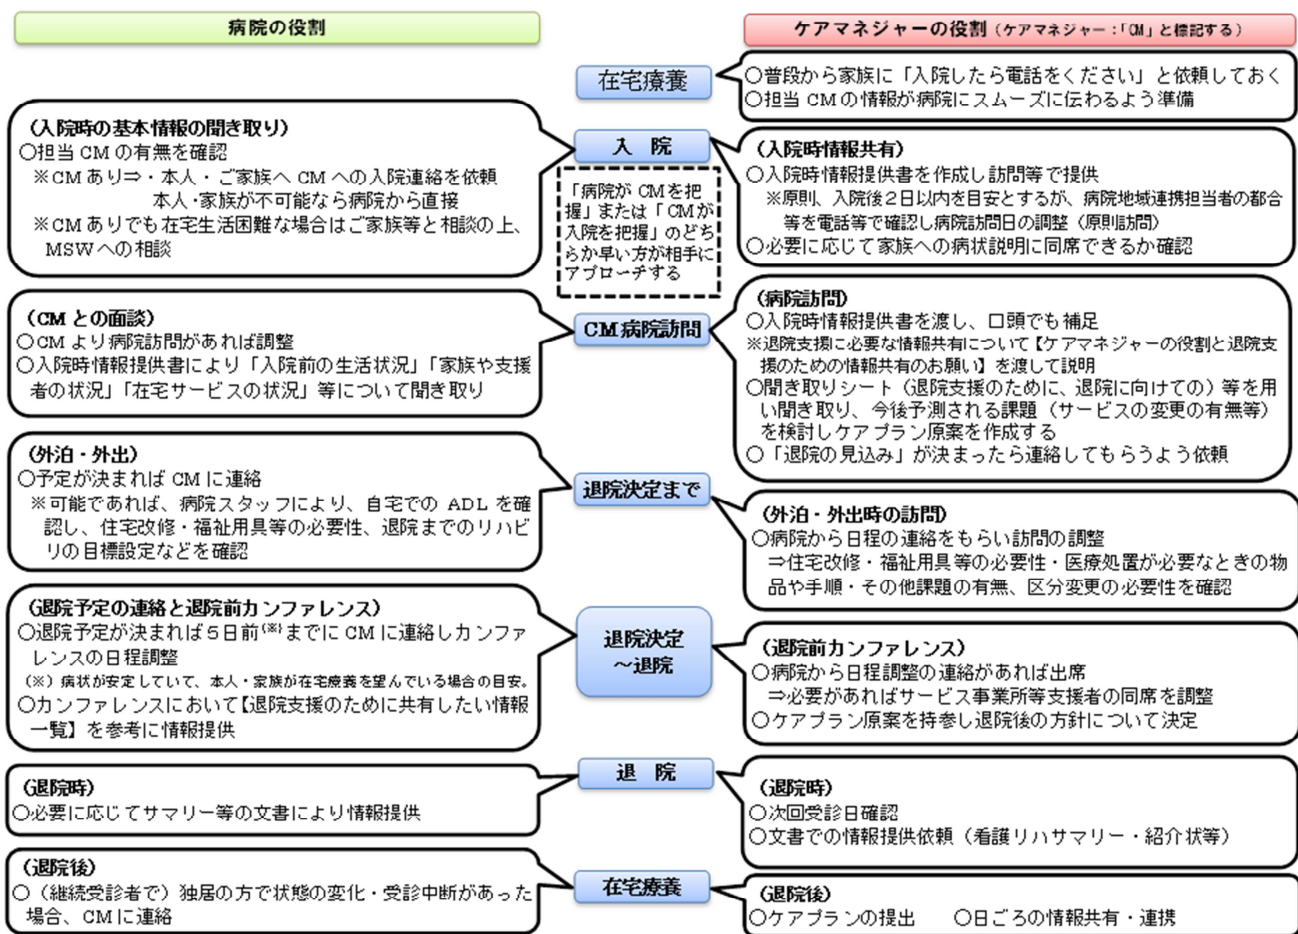 病院の役割
ケアマネジャーの役割(ケアマネジャー:「CM」と標記する)
在宅療養
○普段から家族に「入院したら電話をください」と依頼しておく
○担当 CM の情報が病院にスムーズに伝わるよう準備
(入院時の基本情報の聞き取り)
○担当 CM の有無を確認
※CM あり⇒・本人・ご家族へ CM への入院連絡を依頼
本人・家族が不可能なら病院から直接
※CM ありでも在宅生活困難な場合はご家族等と相談の上、
MSW への相談
入 院
「病院が CM を把
握」または「CM が
入院を把握」のどち
らか早い方が相手に
アプローチする
(入院時情報共有)
○入院時情報提供書を作成し訪問等で提供
※原則、入院後2日以内を目安とするが、病院地域連携担当者の都合
等を電話等で確認し病院訪問日の調整(原則訪問)
○必要に応じて家族への病状説明に同席できるか確認
(CM との面談)
○CM より病院訪問があれば調整
○入院時情報提供書により「入院前の生活状況」「家族や支援
者の状況」「在宅サービスの状況」等について聞き取り
CM 病院訪問
(病院訪問)
○入院時情報提供書を渡し、口頭でも補足
※退院支援に必要な情報共有について【ケアマネジャーの役割と退院支
援のための情報共有のお願い】を渡して説明
○聞き取りシート(退院支援のために、退院に向けての)等を用
い聞き取り、今後予測される課題(サービスの変更の有無等)
を検討しケアプラン原案を作成する
○「退院の見込み」が決まったら連絡してもらうよう依頼
(外泊・外出)
○予定が決まれば CM に連絡
※可能であれば、病院スタッフにより、自宅での ADL を確
認し、住宅改修・福祉用具等の必要性、退院までのリハビ
リの目標設定などを確認
退院決定まで
(外泊・外出時の訪問)
○病院から日程の連絡をもらい訪問の調整
⇒住宅改修・福祉用具等の必要性・医療処置が必要なときの物
品や手順・その他課題の有無、区分変更の必要性を確認
(退院予定の連絡と退院前カンファレンス)
○退院予定が決まれば5日前(※)までに CM に連絡しカンファ
レンスの日程調整
(※)病状が安定していて、本人・家族が在宅療養を望んでいる場合の目安。
○カンファレンスにおいて【退院支援のために共有したい情報
一覧】を参考に情報提供
退院決定
~退院
(退院前カンファレンス)
○病院から日程調整の連絡があれば出席
⇒必要があればサービス事業所等支援者の同席を調整
○ケアプラン原案を持参し退院後の方針について決定
(退院時)
○必要に応じてサマリー等の文書により情報提供
退 院
(退院時)
○次回受診日確認
○文書での情報提供依頼(看護リハサマリー・紹介状等)
(退院後)
○(継続受診者で)独居の方で状態の変化・受診中断があった
場合、CM に連絡
在宅療養
(退院後)
○ケアプランの提出 ○日ごろの情報共有・連携